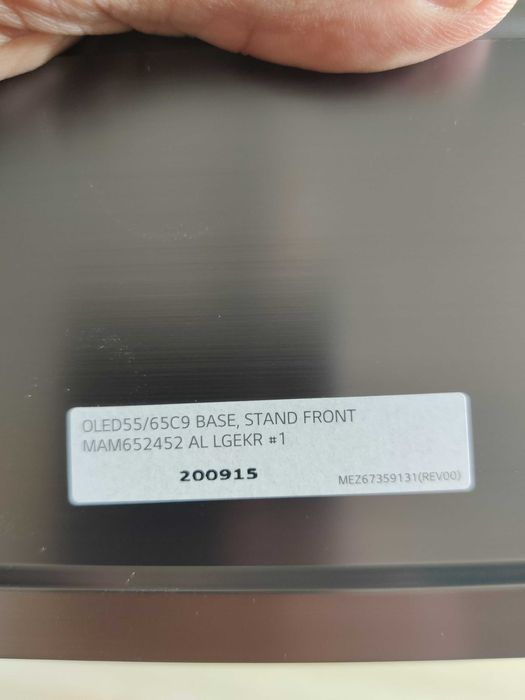 OLED55/65C9 BASE, STAND FRONT
MAM652452 AL LGEKR #1
200915
MEZ67359131(REV00)